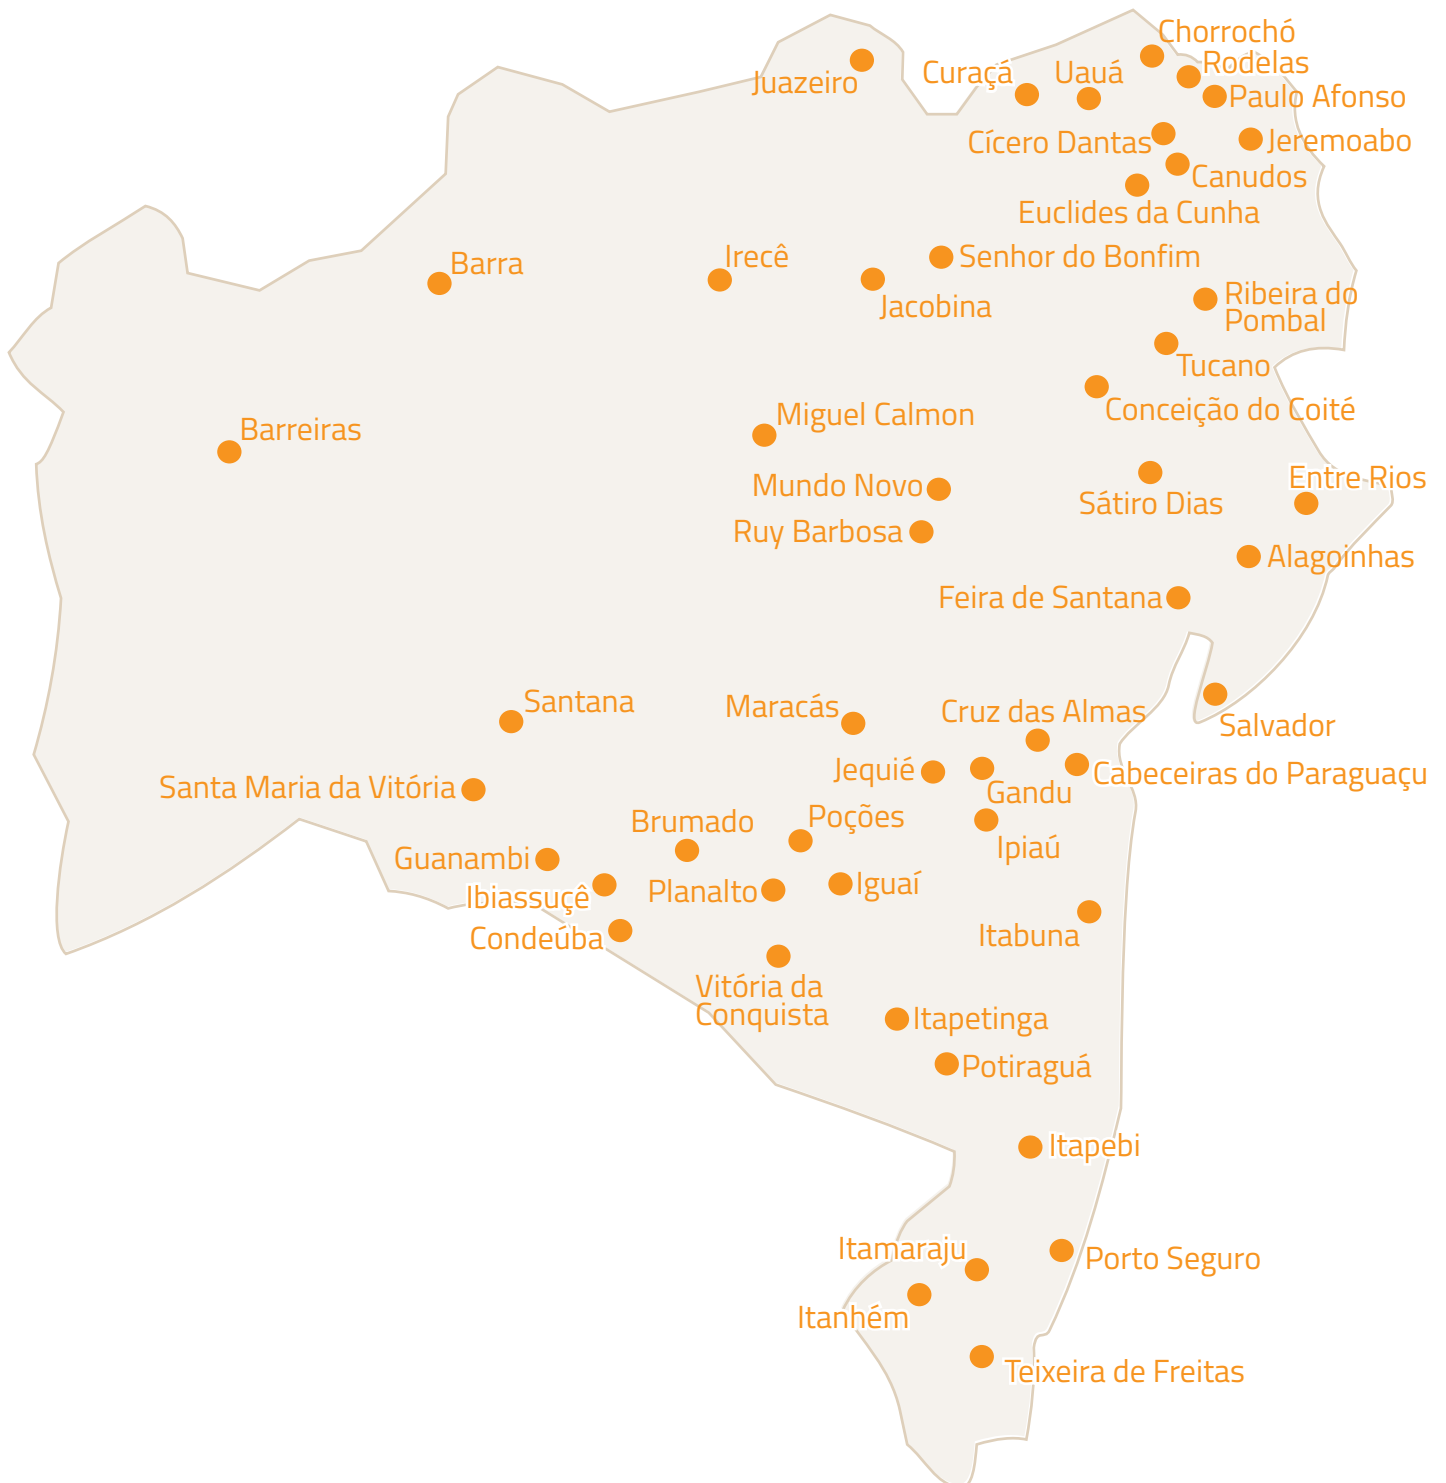 Chorrochó
Rodelas
Curaçá
Uauá
Juazeiro
Paulo Afonso
Cícero Dantas
Jeremoabo
Canudos
Euclides da Cunha
Barra
Irecê
Senhor do Bonfim
Jacobina
Ribeira do
Pombal
Tucano
Conceição do Coité
Miguel Calmon
Barreiras
Mundo Novo
Entre Rios
Sátiro Dias
Ruy Barbosa
Alagoinhas
Feira de Santana
Santana
Maracás
Cruz das Almas
Salvador
Jequié
Cabeceiras do Paraguaçu
Santa Maria da Vitória
Gandu
Brumado
Poções
Ipiaú
Guanambi
Iguaí
Planalto
Ibiassuçê
Condeúba
Itabuna
Vitória da
Conquista
Itapetinga
Potiraguá
Itapebi
Itamaraju
Porto Seguro
Itanhém
Teixeira de Freitas